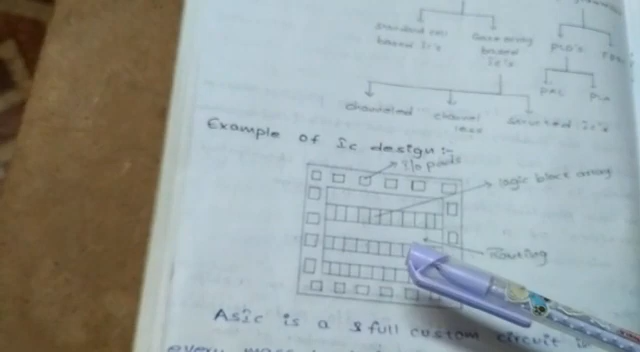 Standard cell Gate array PLD's
based Ic's based
Ic's
PAL PLA
channeled channel structured Ic's
less
Example of Ic design :-
I/o pads
logic block array
Routing
Asic is a full custom circuit
every